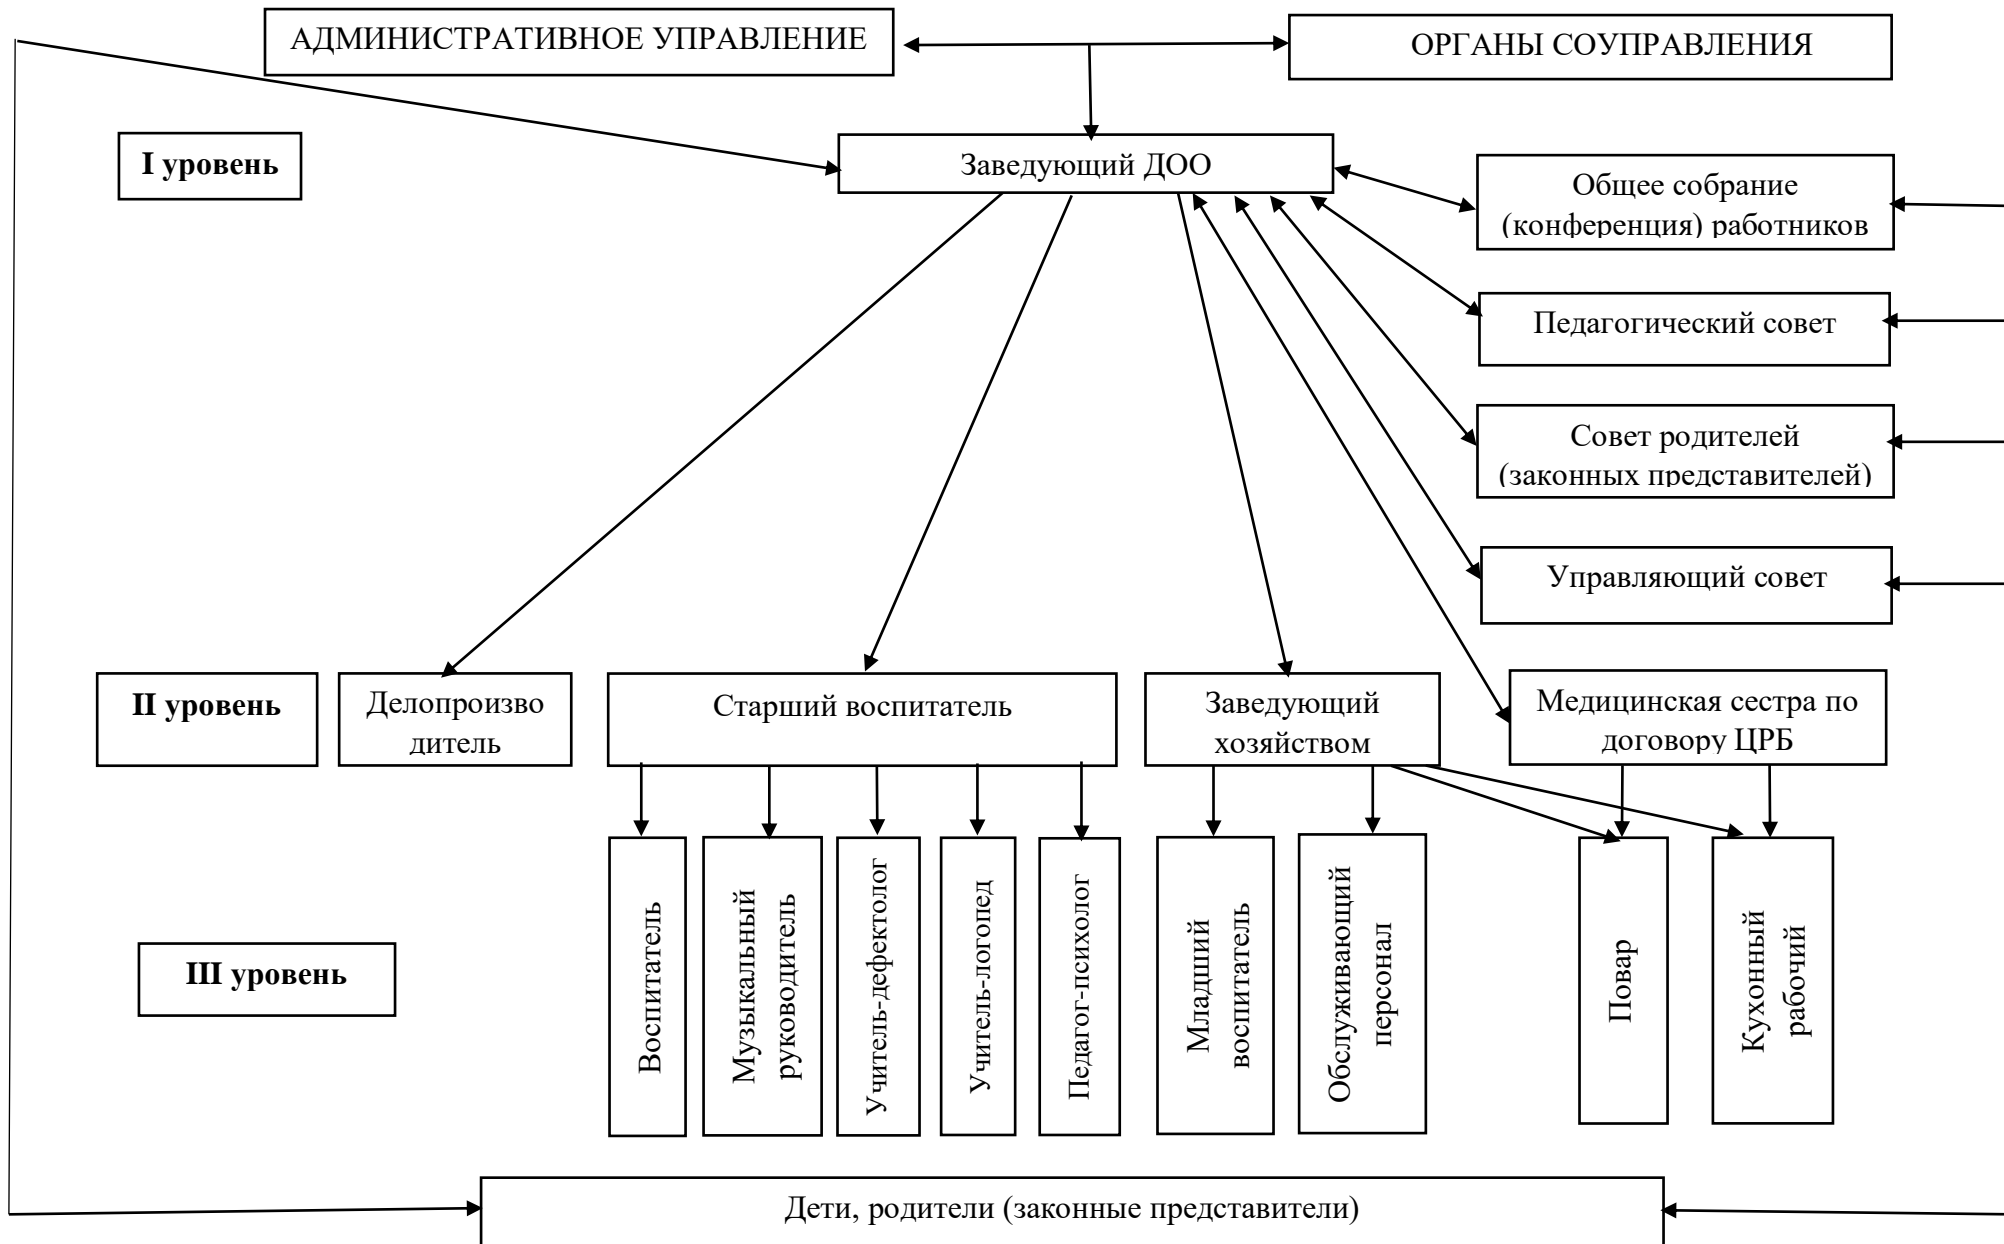 АДМИНИСТРАТИВНОЕ УПРАВЛЕНИЕ
ОРГАНЫ СОУПРАВЛЕНИЯ
I уровень
Заведующий ДОО
Общее собрание
(конференция) работников
Педагогический совет
Совет родителей
(законных представителей)
Управляющий совет
II уровень
Делопроизво
дитель
Старший воспитатель
Заведующий
хозяйством
Медицинская сестра по
договору ЦРБ
III уровень
Воспитатель
Музыкальный
руководитель
Учитель-дефектолог
Учитель-логопед
Педагог-психолог
Младший
воспитатель
Обслуживающий
персонал
Повар
Кухонный
рабочий
Дети, родители (законные представители)